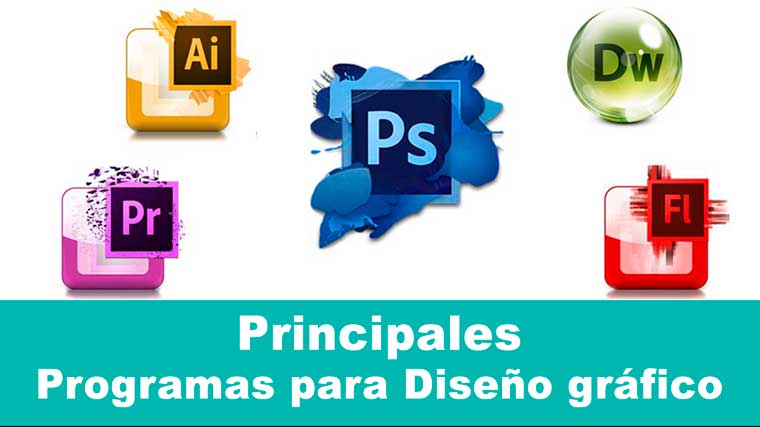 Ai
Ps
Dw
Pr
Fl
Principales
Programas para Diseño gráfico